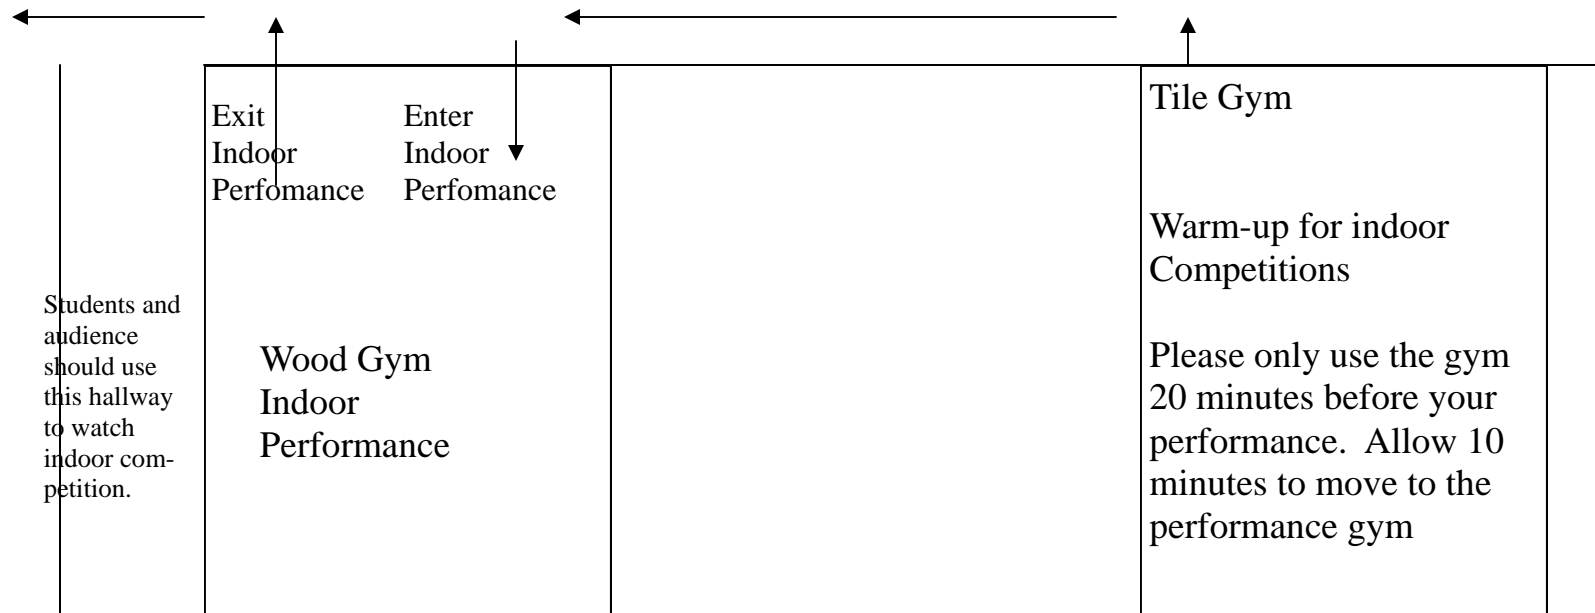 Exit
Indoor
Perfomance
Enter
Indoor
Perfomance
Students and
audience
should use
this hallway
to watch
indoor com-
petition.
Wood Gym
Indoor
Performance
Tile Gym
Warm-up for indoor
Competitions
Please only use the gym
20 minutes before your
performance.  Allow 10
minutes to move to the
performance gym